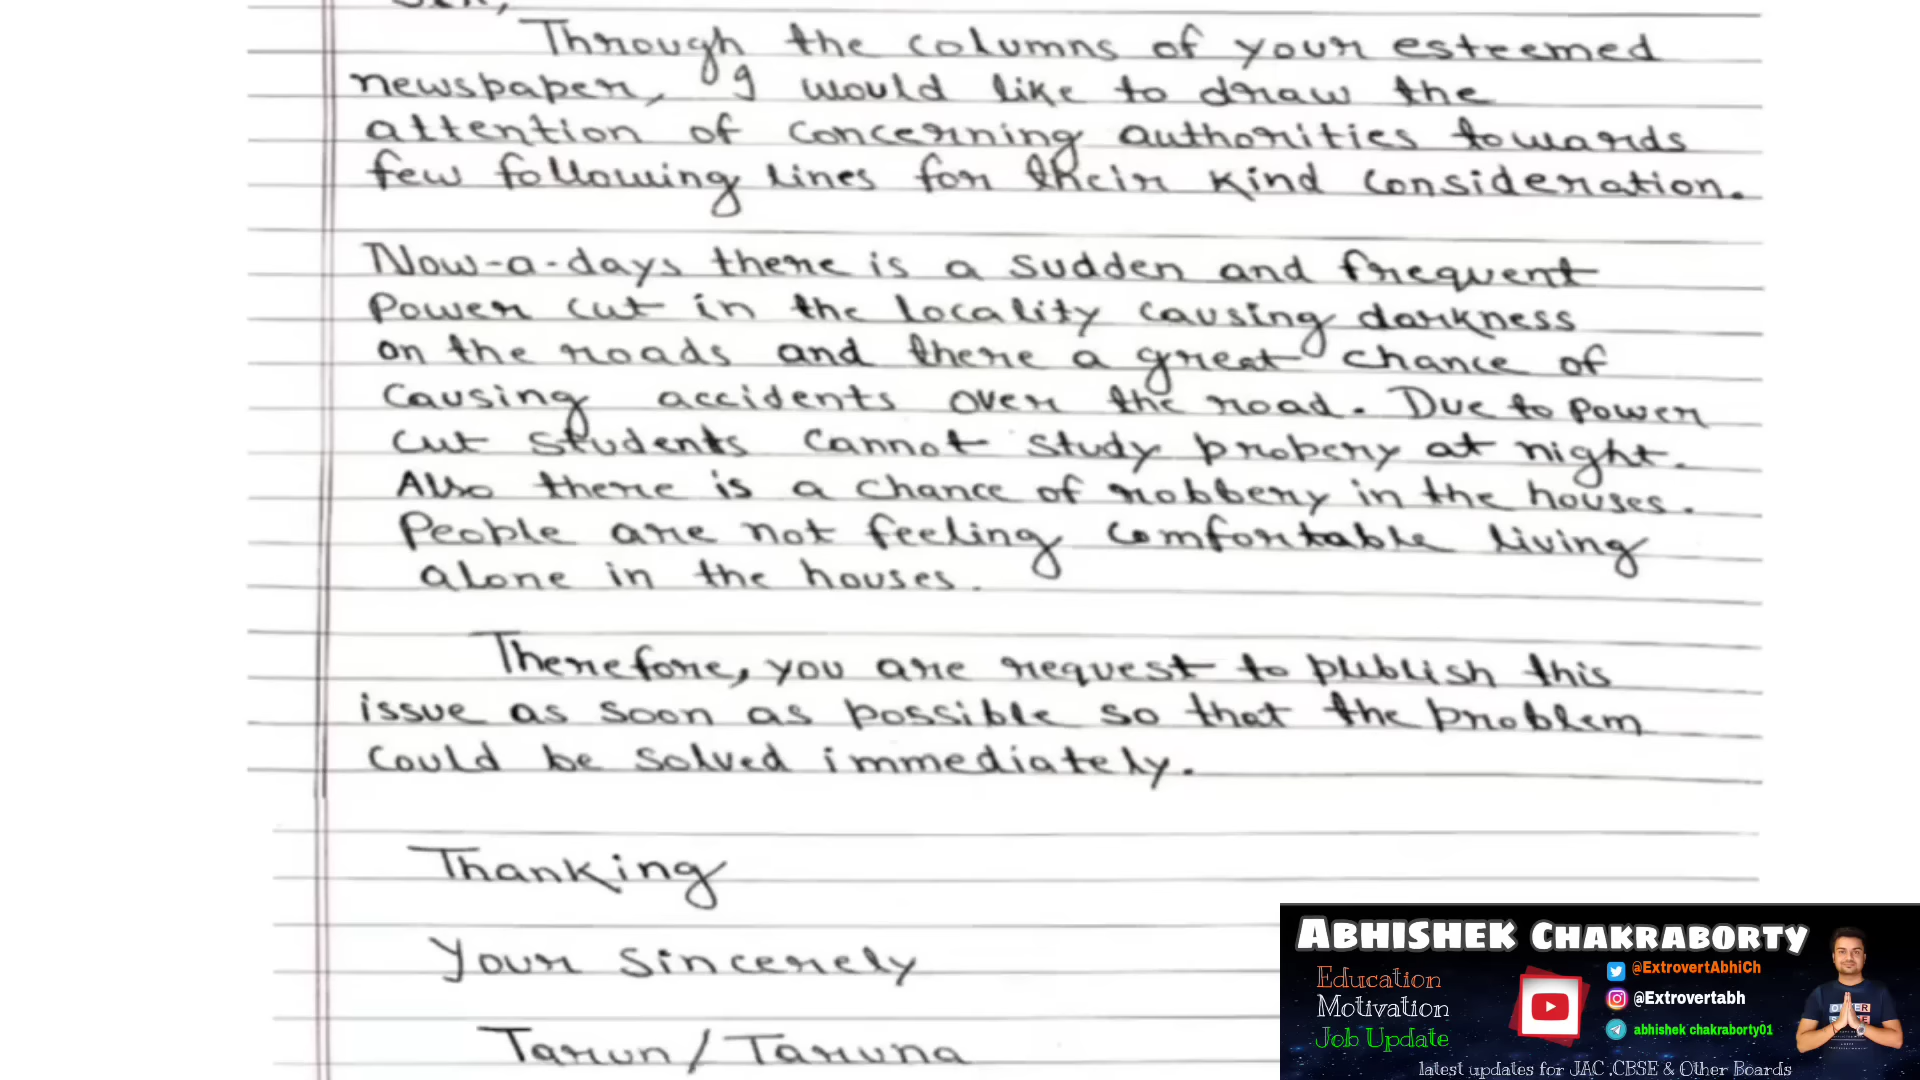 Sir,
Through the columns of your esteemed
newspaper, I would like to draw the
attention of concerning authorities towards
few following lines for their kind consideration.
Now-a-days there is a sudden and frequent
Power cut in the locality causing darkness
on the roads and there a great chance of
causing accidents over the road. Due to power
cut students cannot study propery at night.
Also there is a chance of robbery in the houses.
People are not feeling comfortable living
alone in the houses.
Therefore, you are request to publish this
issue as soon as possible so that the problem
could be solved immediately.
Thanking
Your Sincerely
Tarun / Taruna
ABHISHEK CHAKRABORTY
Education
Motivation
Job Update
@ExtrovertAbhiCh
@Extrovertabh
abhishek chakraborty01
latest updates for JAC ,CBSE & Other Boards